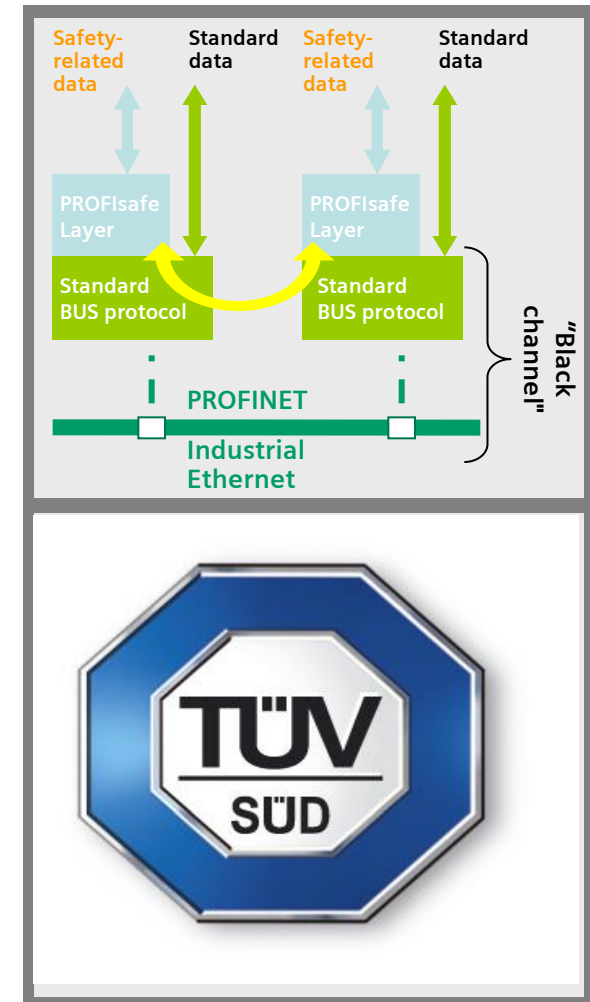 Safety-
related
data
Standard
data
Safety-
related
data
Standard
data
PROFIsafe
Layer
PROFIsafe
Layer
Standard
BUS protocol
Standard
BUS protocol
"Black
channel"
PROFINET
Industrial
Ethernet
TÜV
SÜD